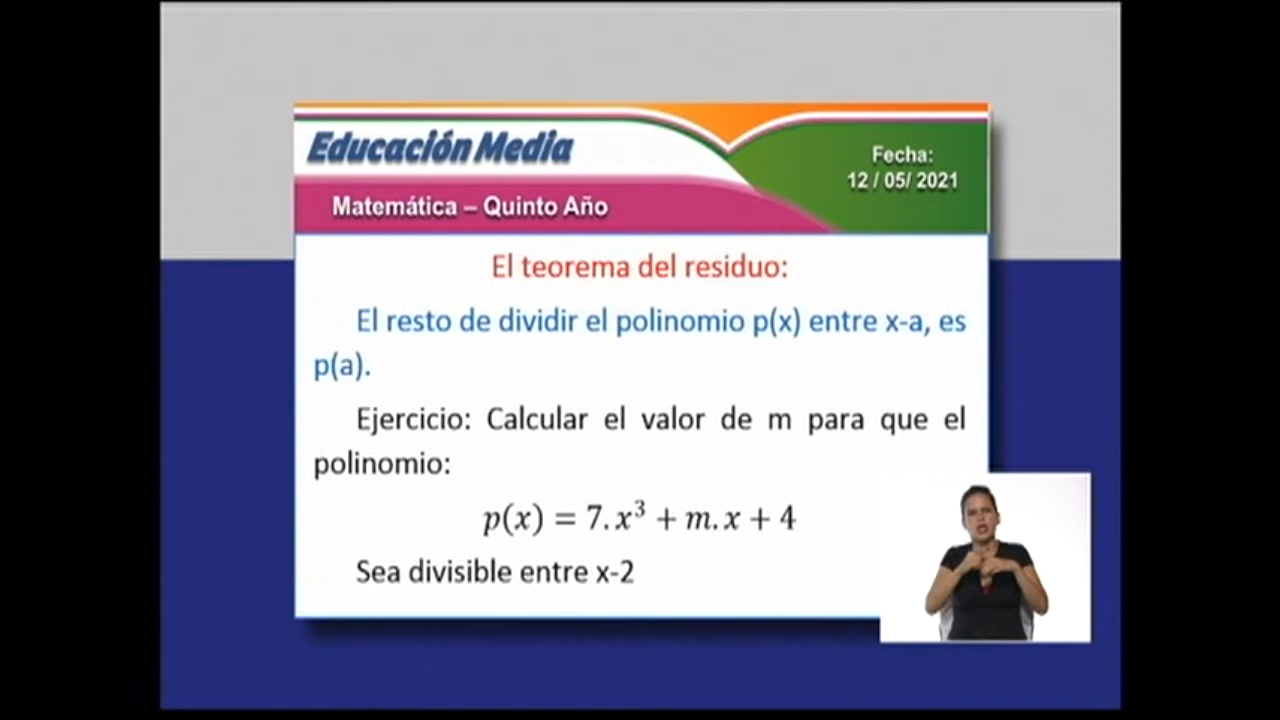 Educación Media
Fecha:
12 / 05/ 2021
Matemática – Quinto Año
El teorema del residuo:
El resto de dividir el polinomio p(x) entre x-a, es
p(a).
Ejercicio: Calcular el valor de m para que el
polinomio:
p(x) = 7.x³ + m.x + 4
Sea divisible entre x-2